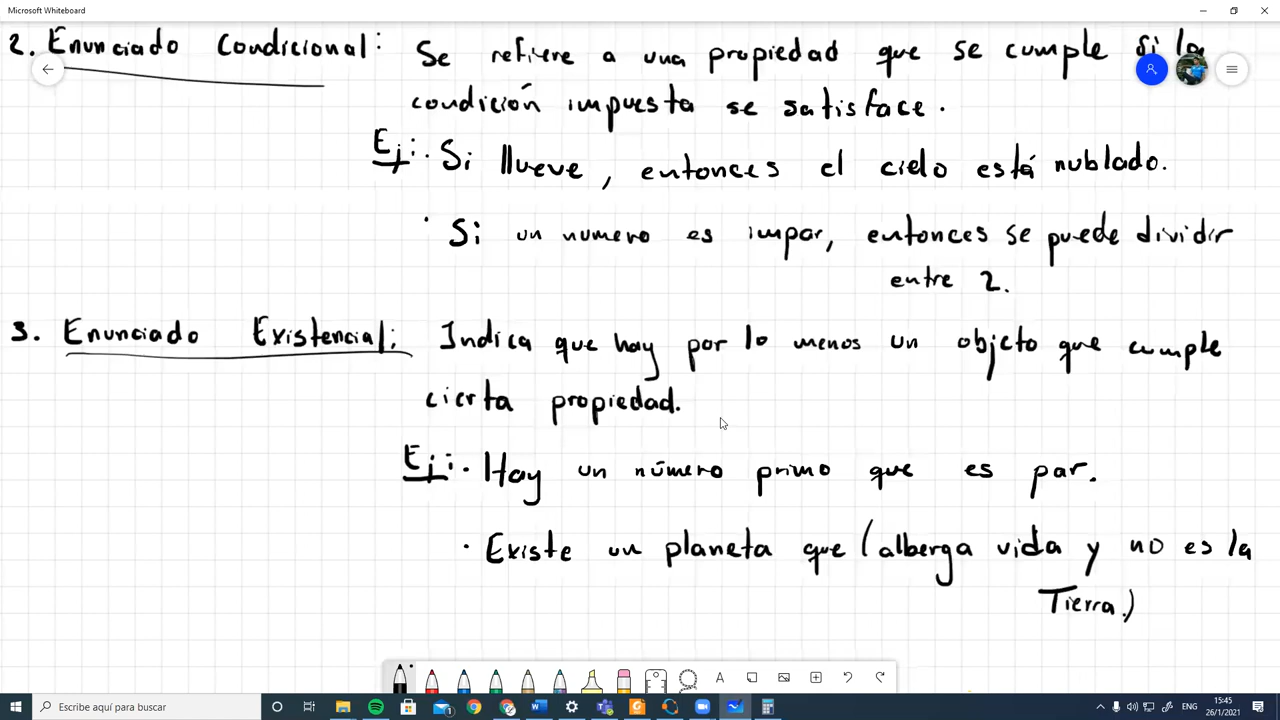 Microsoft Whiteboard
2. Enunciado Condicional: Se refiere a una propiedad que se cumple si la
condición impuesta se satisface.
Ej: · Si llueve, entonces el cielo está nublado.
· Si un numero es impar, entonces se puede dividir
entre 2.
3. Enunciado Existencial: Indica que hay por lo menos un objeto que cumple
cierta propiedad.
Ej: · Hay un número primo que es par.
· Existe un planeta que (alberga vida y no es la
Tierra.)
Escribe aquí para buscar
15:45
26/1/2021